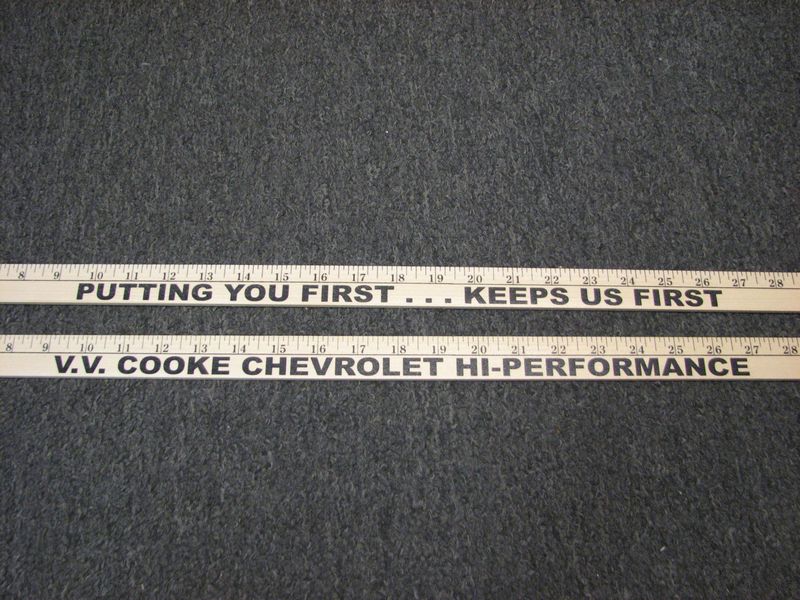 8 9 10 11 12 13 14 15 16 17 18 19 20 21 22 23 24 25 26 27 28
PUTTING YOU FIRST . . . KEEPS US FIRST
8 9 10 11 12 13 14 15 16 17 18 19 20 21 22 23 24 25 26 27 28
V.V. COOKE CHEVROLET HI-PERFORMANCE